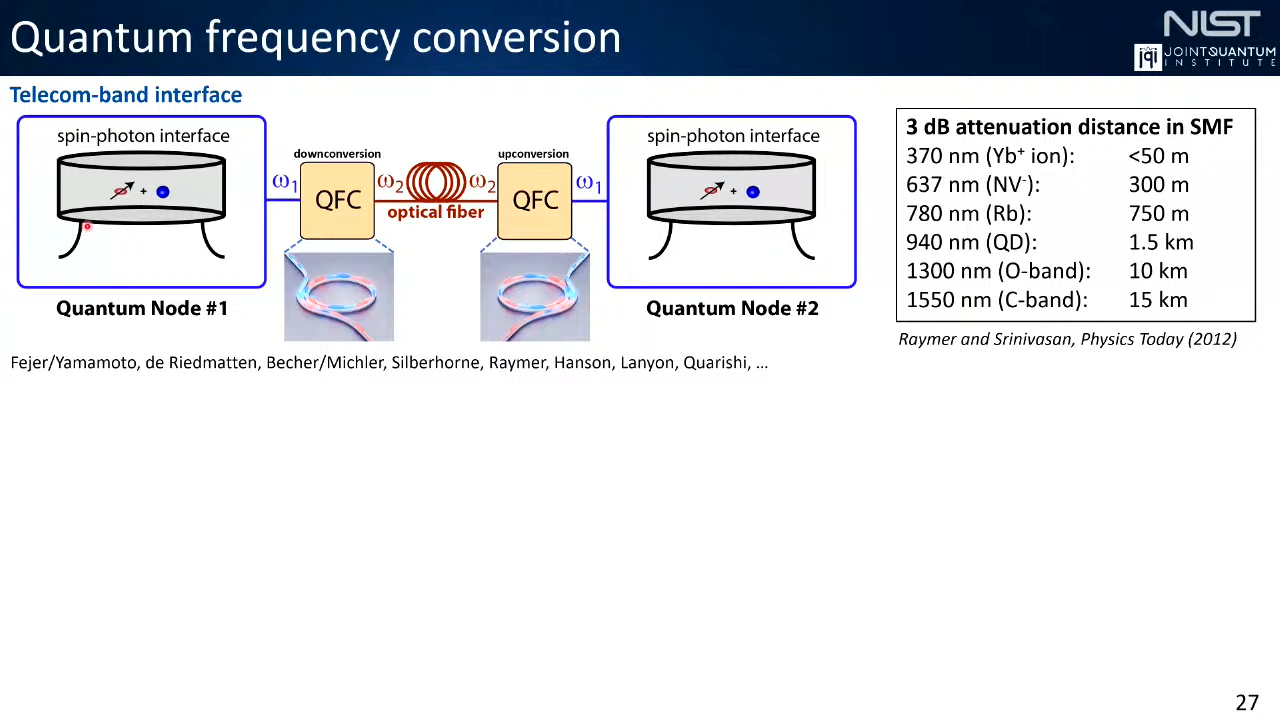 Quantum frequency conversion
NIST
jqi JOINT QUANTUM
INSTITUTE
Telecom-band interface
spin-photon interface
+
Quantum Node #1
ω1
downconversion
QFC
ω2
optical fiber
ω2
upconversion
QFC
ω1
spin-photon interface
+
Quantum Node #2
3 dB attenuation distance in SMF
370 nm (Yb+ ion): <50 m
637 nm (NV-): 300 m
780 nm (Rb): 750 m
940 nm (QD): 1.5 km
1300 nm (O-band): 10 km
1550 nm (C-band): 15 km
Raymer and Srinivasan, Physics Today (2012)
Fejer/Yamamoto, de Riedmatten, Becher/Michler, Silberhorne, Raymer, Hanson, Lanyon, Quarishi, ...
27